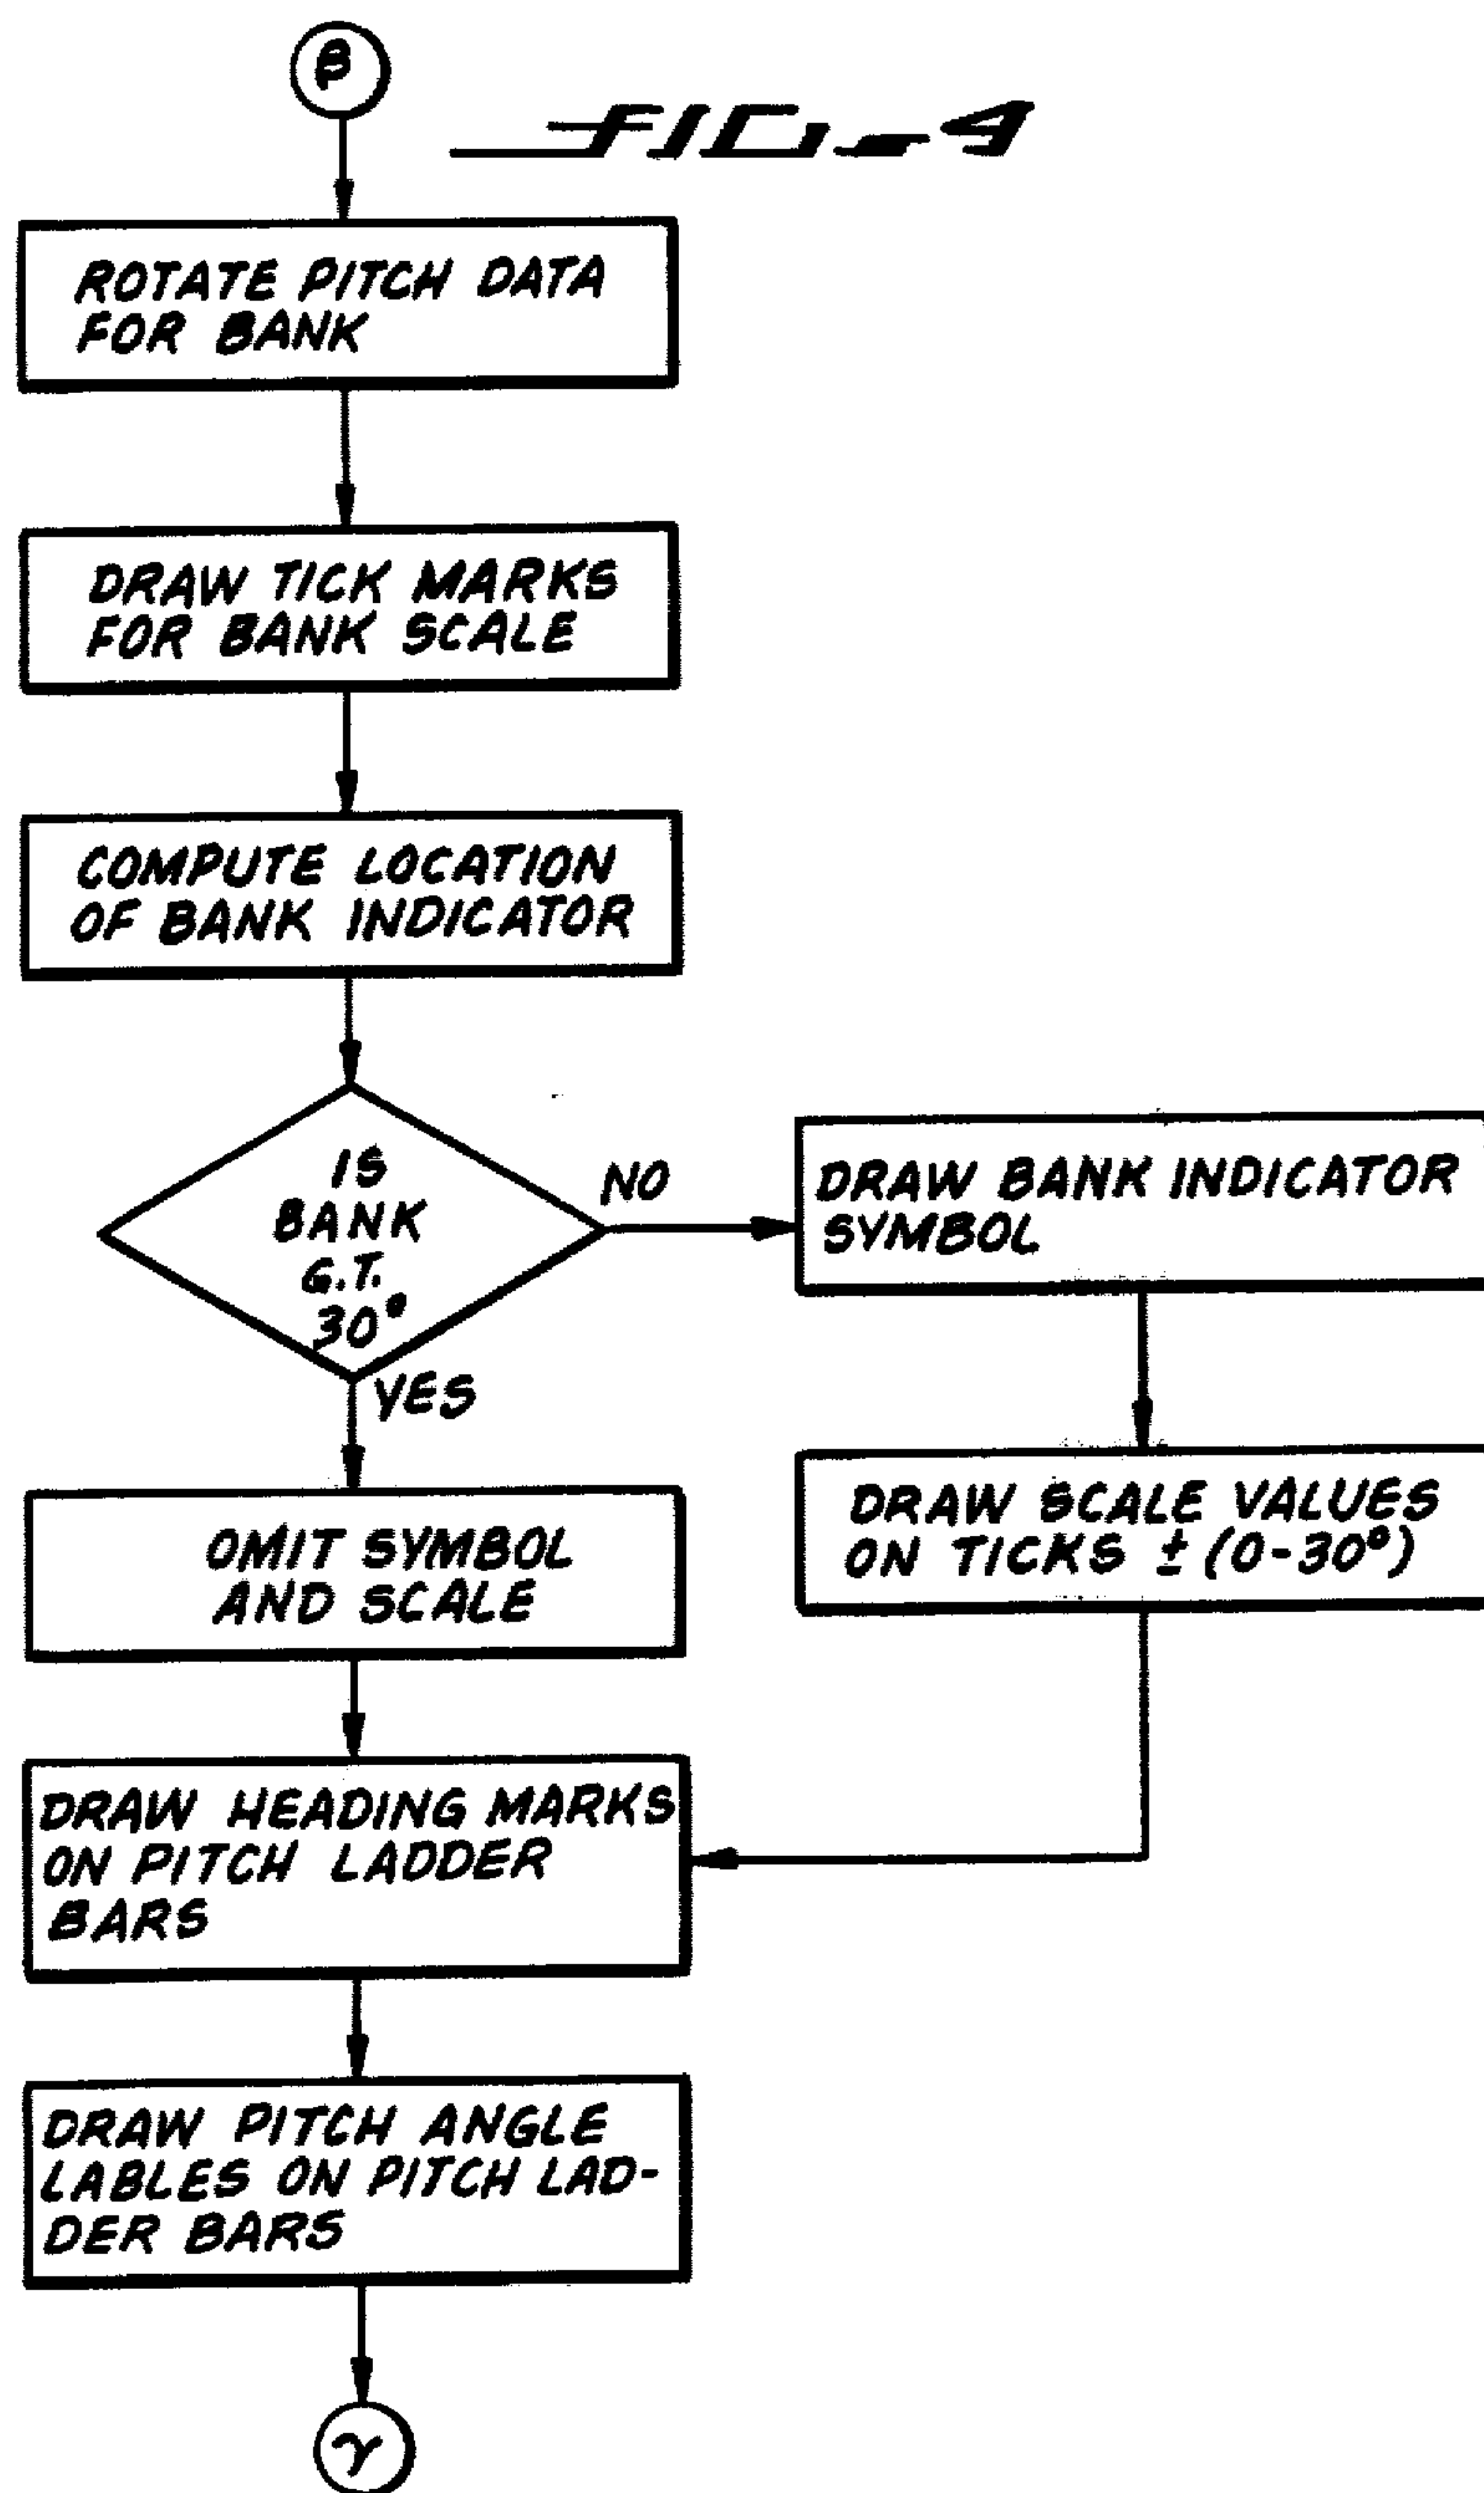 β
FIG_4
ROTATE PITCH DATA
FOR BANK
DRAW TICK MARKS
FOR BANK SCALE
COMPUTE LOCATION
OF BANK INDICATOR
IS
BANK
G.T.
30°
NO
YES
DRAW BANK INDICATOR
SYMBOL
DRAW SCALE VALUES
ON TICKS ± (0-30°)
OMIT SYMBOL
AND SCALE
DRAW HEADING MARKS
ON PITCH LADDER
BARS
DRAW PITCH ANGLE
LABLES ON PITCH LAD-
DER BARS
γ